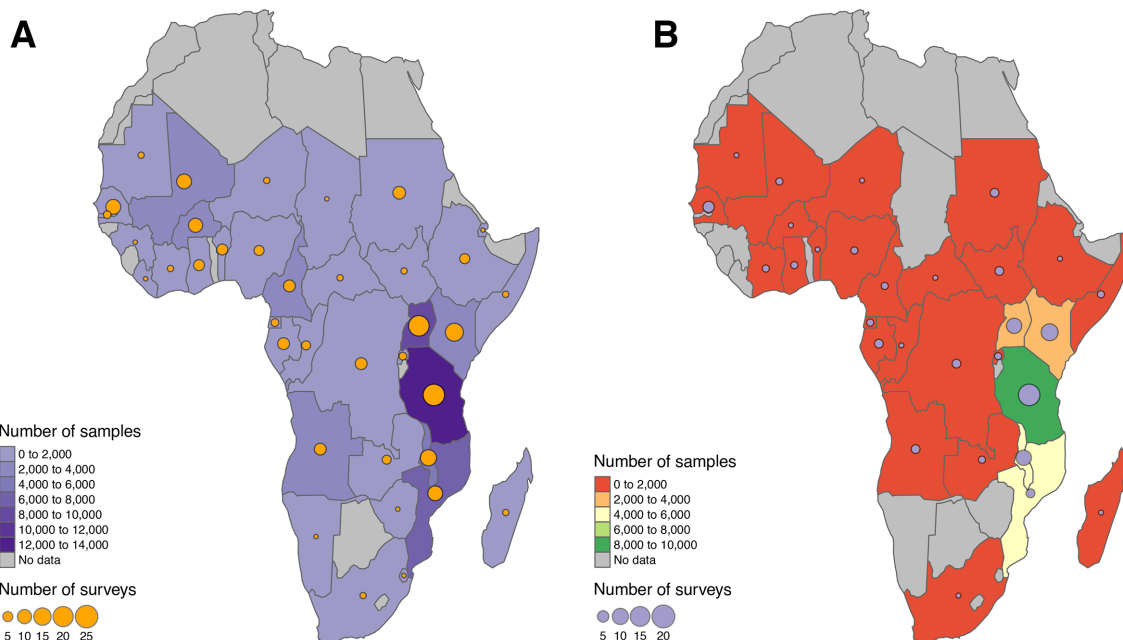 A
B
Number of samples
0 to 2,000
2,000 to 4,000
4,000 to 6,000
6,000 to 8,000
8,000 to 10,000
10,000 to 12,000
12,000 to 14,000
No data
Number of surveys
5 10 15 20 25
Number of samples
0 to 2,000
2,000 to 4,000
4,000 to 6,000
6,000 to 8,000
8,000 to 10,000
No data
Number of surveys
5 10 15 20